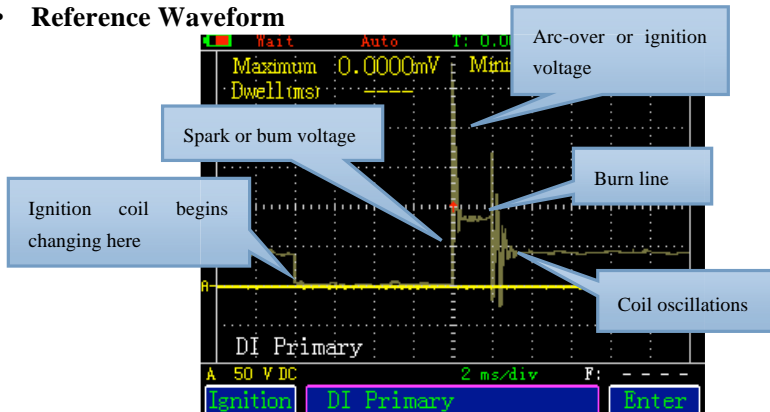 • Reference Waveform
Wait Auto T: 0.00
Maximum :0.0000mV Mini
Dwell(ms) ----
Arc-over or ignition
voltage
Spark or bum voltage
Burn line
Ignition coil begins
changing here
A-
Coil oscillations
DI Primary
A 50 V DC 2 ms/div F: ----
Ignition DI Primary Enter